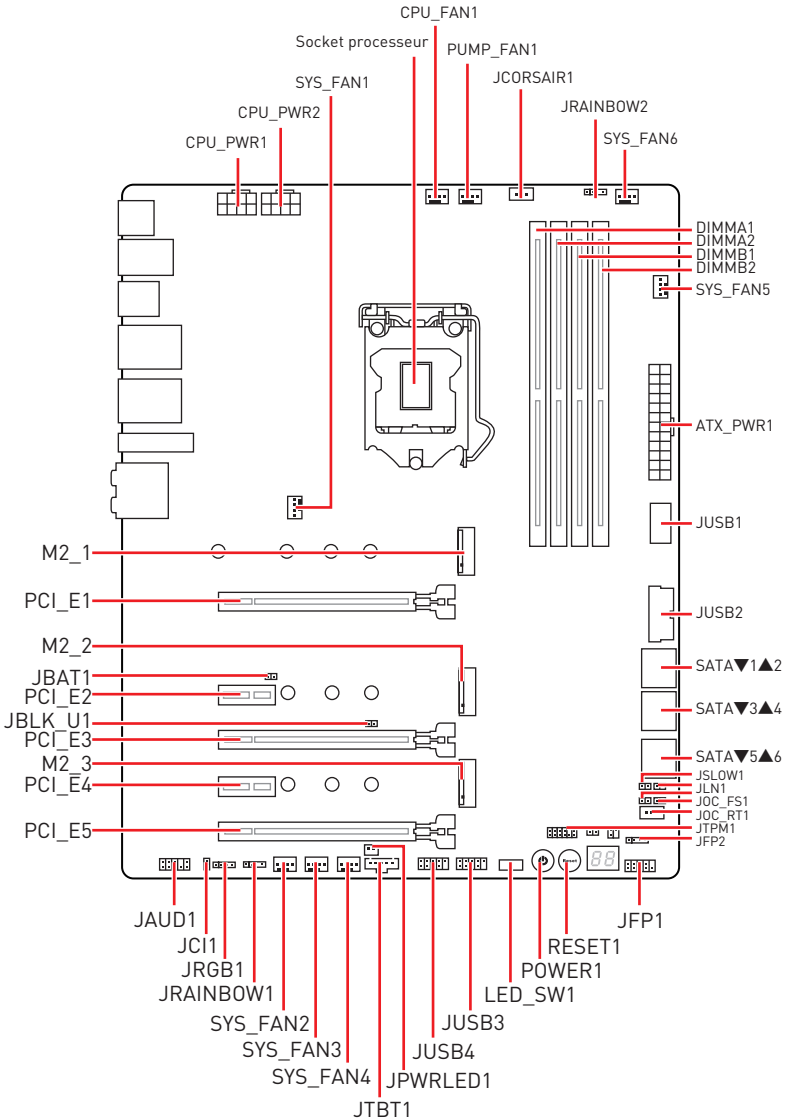 CPU_FAN1
Socket processeur
PUMP_FAN1
SYS_FAN1
JCORSAIR1
CPU_PWR2
JRAINBOW2
CPU_PWR1
SYS_FAN6
DIMMA1
DIMMA2
DIMMB1
DIMMB2
SYS_FAN5
ATX_PWR1
JUSB1
M2_1
PCI_E1
JUSB2
M2_2
SATA▼1▲2
JBAT1
PCI_E2
SATA▼3▲4
JBLK_U1
PCI_E3
SATA▼5▲6
M2_3
JSLOW1
PCI_E4
JLN1
JOC_FS1
JOC_RT1
JTPM1
PCI_E5
JFP2
Reset
88
JAUD1
JFP1
JCI1
RESET1
JRGB1
POWER1
JRAINBOW1
LED_SW1
SYS_FAN2
JUSB3
SYS_FAN3
JUSB4
SYS_FAN4
JPWRLED1
JTBT1